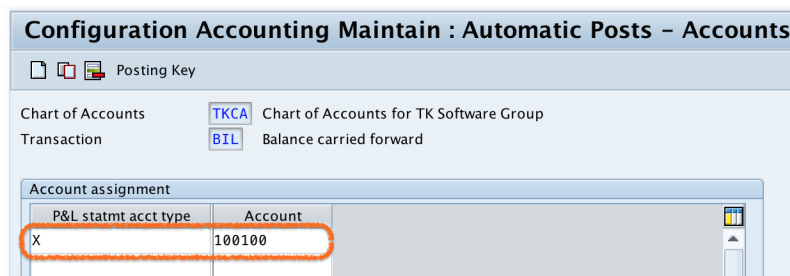 Configuration Accounting Maintain : Automatic Posts – Accounts
Posting Key
Chart of Accounts TKCA Chart of Accounts for TK Software Group
Transaction BIL Balance carried forward
Account assignment
P&L statmt acct type Account
X 100100